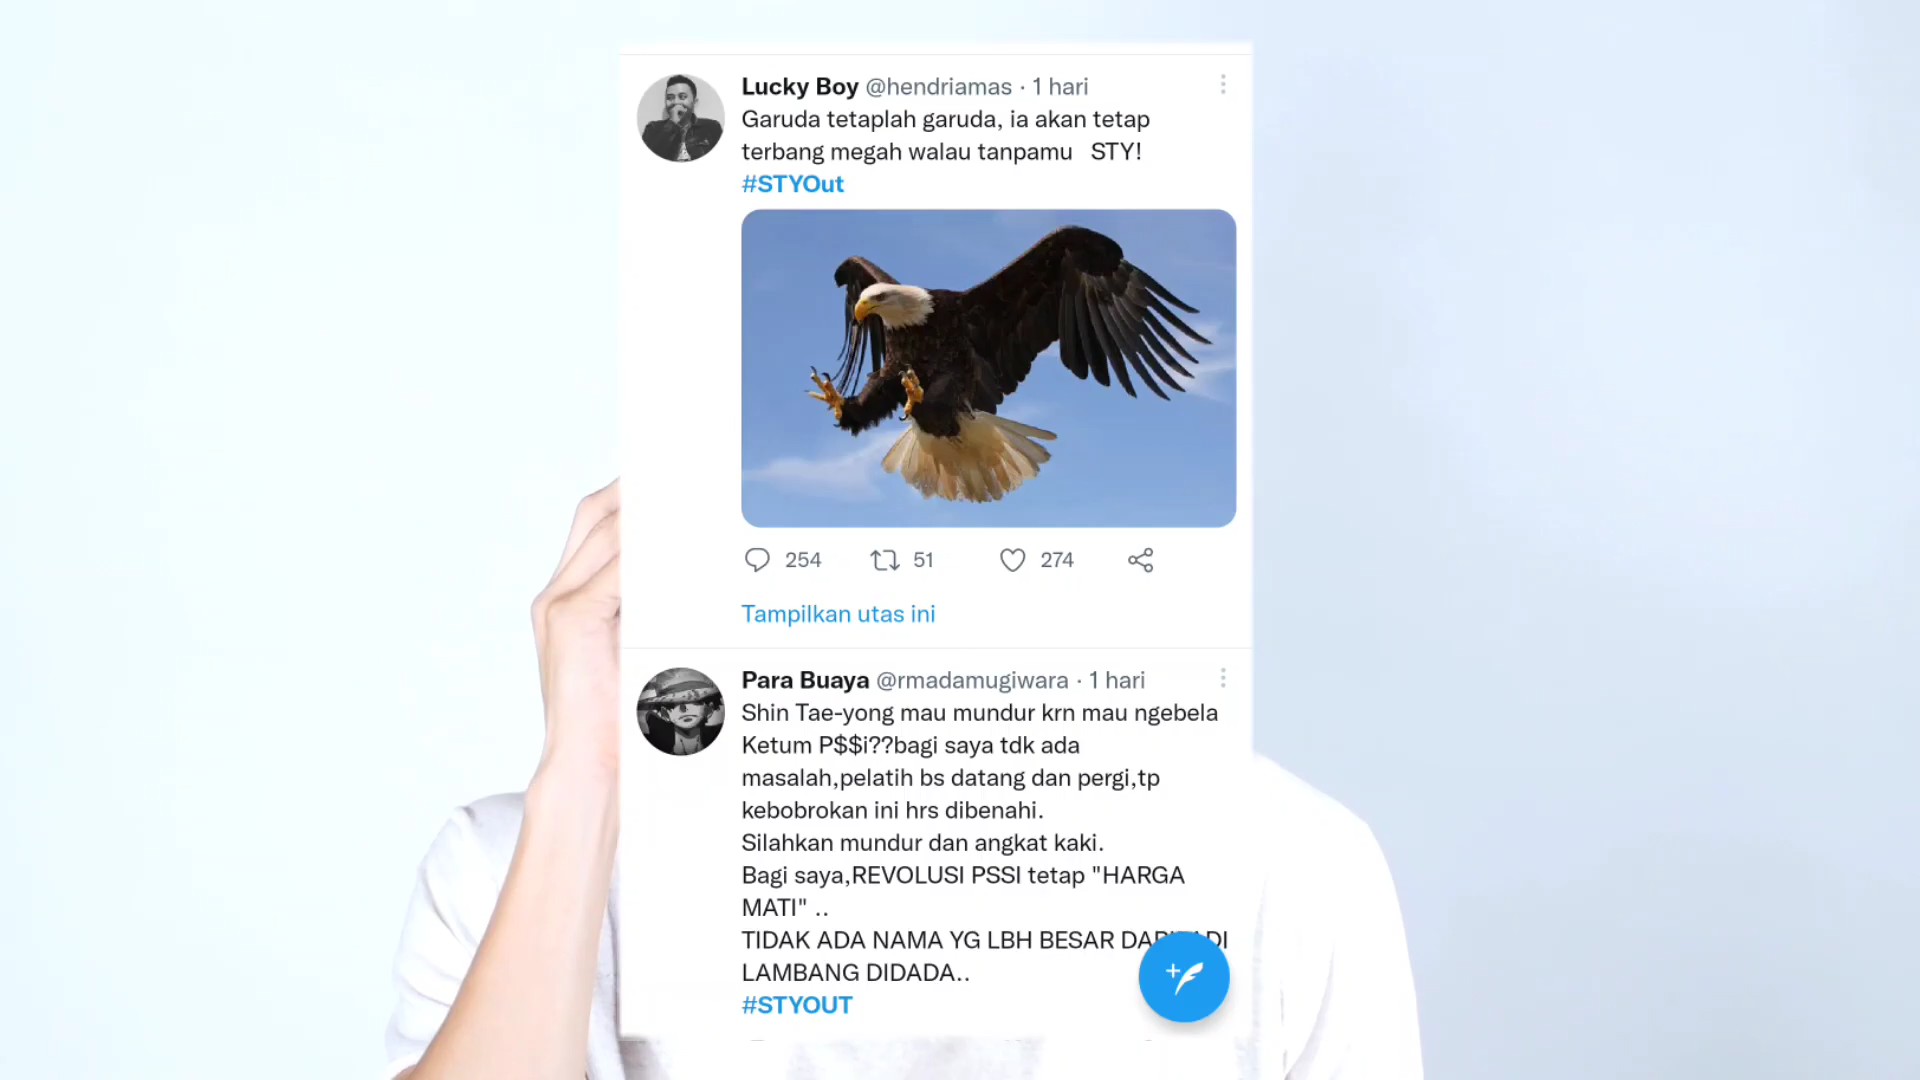 Lucky Boy @hendriamas · 1 hari
Garuda tetaplah garuda, ia akan tetap
terbang megah walau tanpamu STY!
#STYOut
254 51 274
Tampilkan utas ini
Para Buaya @rmadamugiwara · 1 hari
Shin Tae-yong mau mundur krn mau ngebela
Ketum P$$i??bagi saya tdk ada
masalah,pelatih bs datang dan pergi,tp
kebobrokan ini hrs dibenahi.
Silahkan mundur dan angkat kaki.
Bagi saya,REVOLUSI PSSI tetap "HARGA
MATI" ..
TIDAK ADA NAMA YG LBH BESAR
LAMBANG DIDADA..
#STYOUT